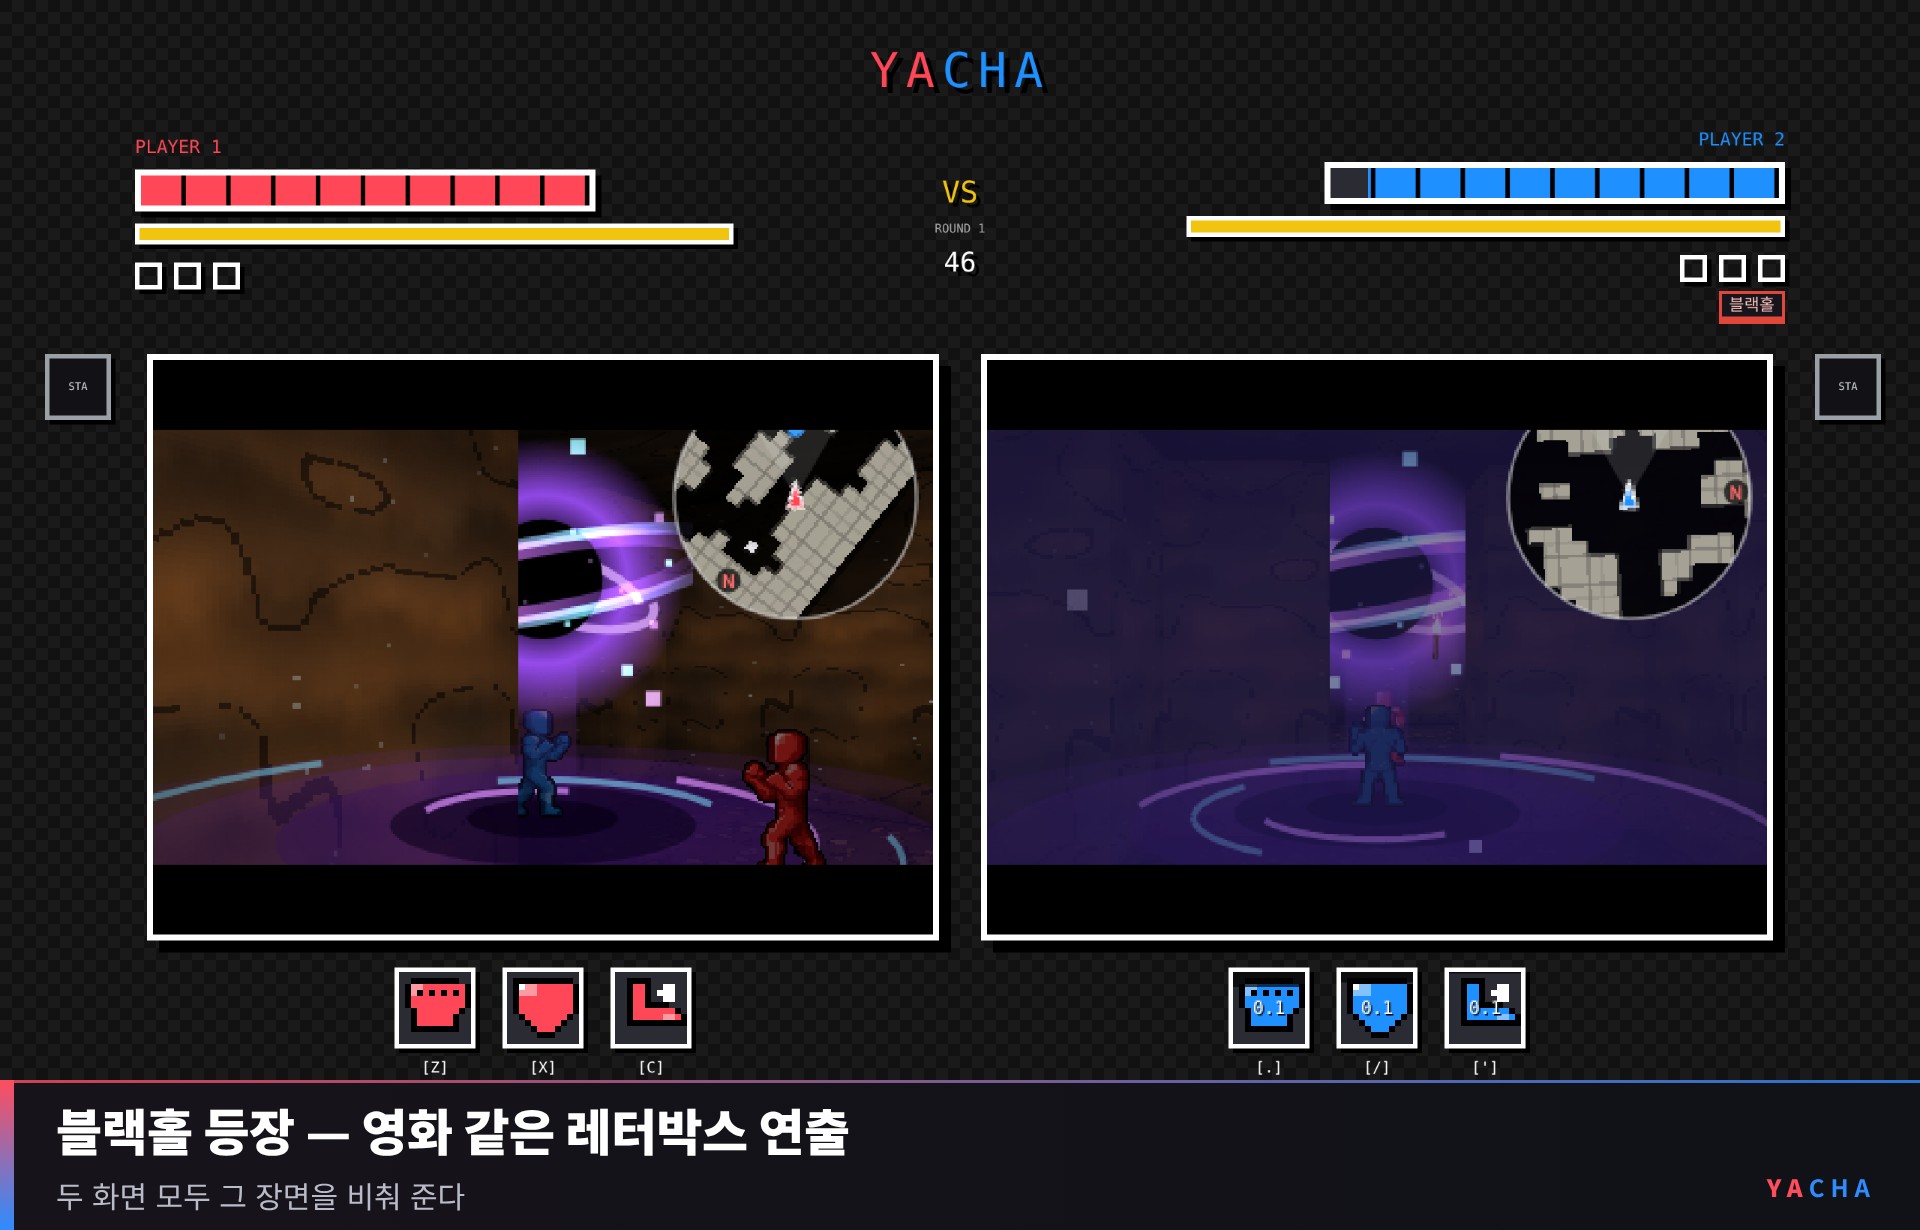 YACHA
PLAYER 1
PLAYER 2
VS
ROUND 1
46
블랙홀
STA
STA
N
N
0.1
0.1
0.1
[Z]
[X]
[C]
[.]
[/]
[']
블랙홀 등장 — 영화 같은 레터박스 연출
두 화면 모두 그 장면을 비춰 준다
YACHA